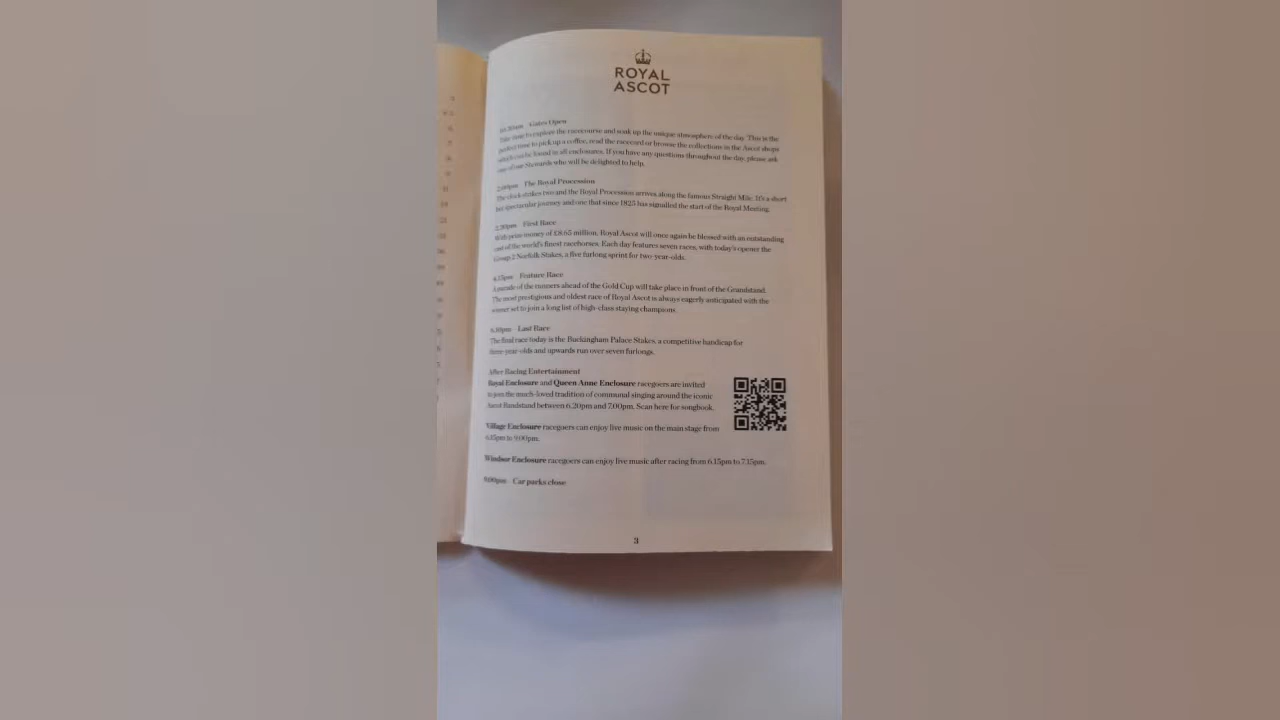 ROYAL
ASCOT
10:30am Gates Open
Take time to explore the racecourse and soak up the unique atmosphere of the day. This is the
perfect time to pick up a coffee, read the racecard or browse the collections in the Ascot shops
which can be found in all enclosures. If you have any questions throughout the day, please ask
one of our Stewards who will be delighted to help.
2:00pm The Royal Procession
The clock strikes two and the Royal Procession arrives along the famous Straight Mile. It's a short
but spectacular journey and one that since 1825 has signalled the start of the Royal Meeting.
2.30pm First Race
With prize money of £8.65 million, Royal Ascot will once again be blessed with an outstanding
cast of the world's finest racehorses. Each day features seven races, with today's opener the
Group 2 Norfolk Stakes, a five furlong sprint for two-year-olds.
4.15pm Feature Race
A parade of the runners ahead of the Gold Cup will take place in front of the Grandstand.
The most prestigious and oldest race of Royal Ascot is always eagerly anticipated with the
winner set to join a long list of high-class staying champions.
Last Race
The final race today is the Buckingham Palace Stakes, a competitive handicap for
three-year-olds and upwards run over seven furlongs.
After Racing Entertainment
Royal Enclosure and Queen Anne Enclosure racegoers are invited
to join the much-loved tradition of communal singing around the iconic
Ascot Bandstand between 6.20pm and 7.00pm. Scan here for songbook.
Village Enclosure racegoers can enjoy live music on the main stage from
6.15pm to 9.00pm.
Windsor Enclosure racegoers can enjoy live music after racing from 6.15pm to 7.15pm.
9.00pm Car parks close
3